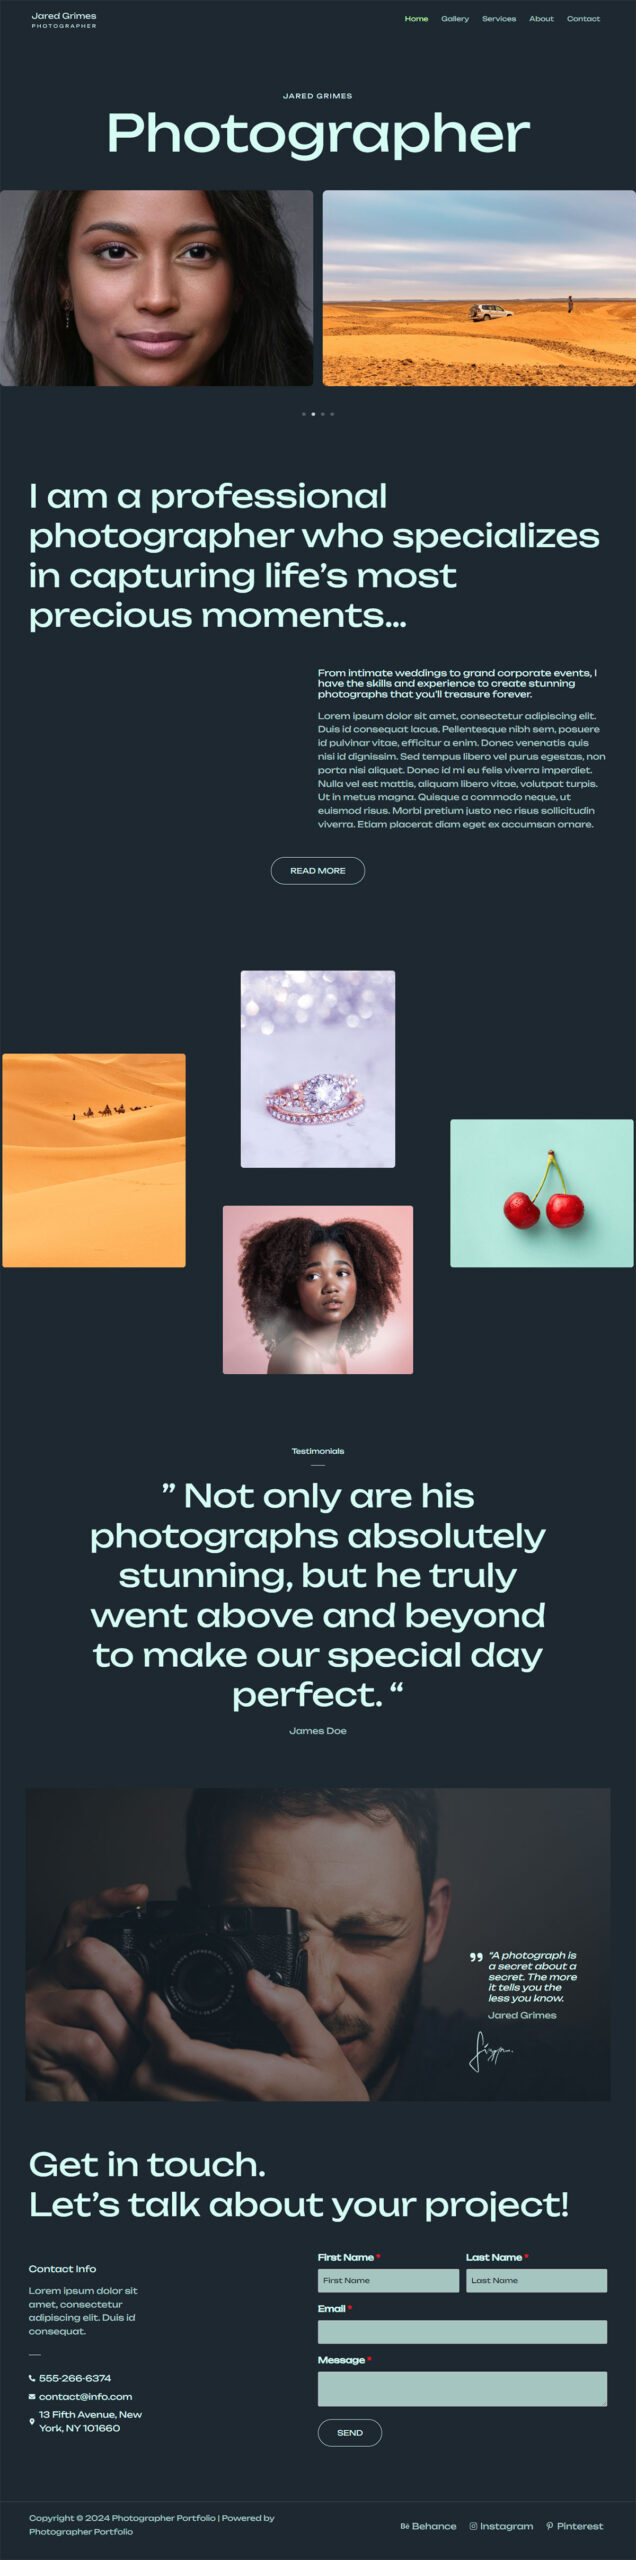 Jared Grimes
PHOTOGRAPHER
Home Gallery Services About Contact
JARED GRIMES
Photographer
I am a professional
photographer who specializes
in capturing life’s most
precious moments…
From intimate weddings to grand corporate events, I
have the skills and experience to create stunning
photographs that you’ll treasure forever.
Lorem ipsum dolor sit amet, consectetur adipiscing elit.
Duis id consequat lacus. Pellentesque nibh sem, posuere
id pulvinar vitae, efficitur a enim. Donec venenatis quis
nisi id dignissim. Sed tempus libero vel purus egestas, non
porta nisi aliquet. Donec id mi eu felis viverra imperdiet.
Nulla vel est mattis, aliquam libero vitae, volutpat turpis.
Ut in metus magna. Quisque a commodo neque, ut
euismod risus. Morbi pretium justo nec risus sollicitudin
viverra. Etiam placerat diam eget ex accumsan ornare.
READ MORE
Testimonials
” Not only are his
photographs absolutely
stunning, but he truly
went above and beyond
to make our special day
perfect. “
James Doe
“A photograph is
a secret about a
secret. The more
it tells you the
less you know.
Jared Grimes
Get in touch.
Let’s talk about your project!
Contact Info
Lorem ipsum dolor sit
amet, consectetur
adipiscing elit. Duis id
consequat.
555-266-6374
contact@info.com
13 Fifth Avenue, New
York, NY 101660
First Name * Last Name *
First Name Last Name
Email *
Message *
SEND
Copyright © 2024 Photographer Portfolio | Powered by
Photographer Portfolio
Behance Instagram Pinterest